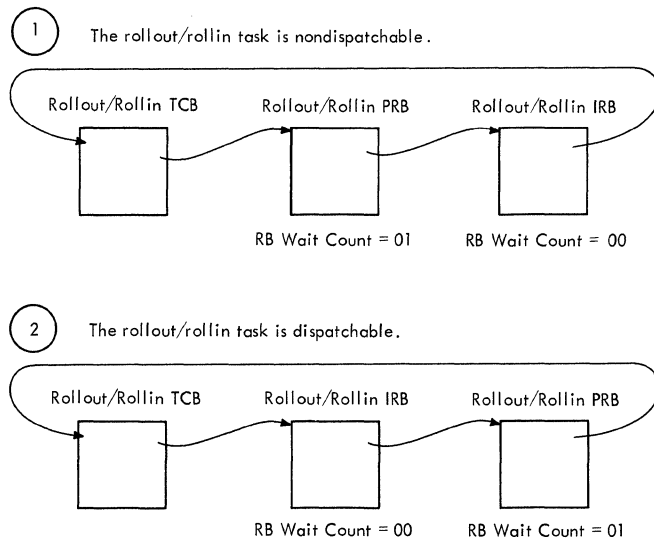 1
The rollout/rollin task is nondispatchable.
Rollout/Rollin TCB Rollout/Rollin PRB Rollout/Rollin IRB
RB Wait Count = 01 RB Wait Count = 00
2
The rollout/rollin task is dispatchable.
Rollout/Rollin TCB Rollout/Rollin IRB Rollout/Rollin PRB
RB Wait Count = 00 RB Wait Count = 01